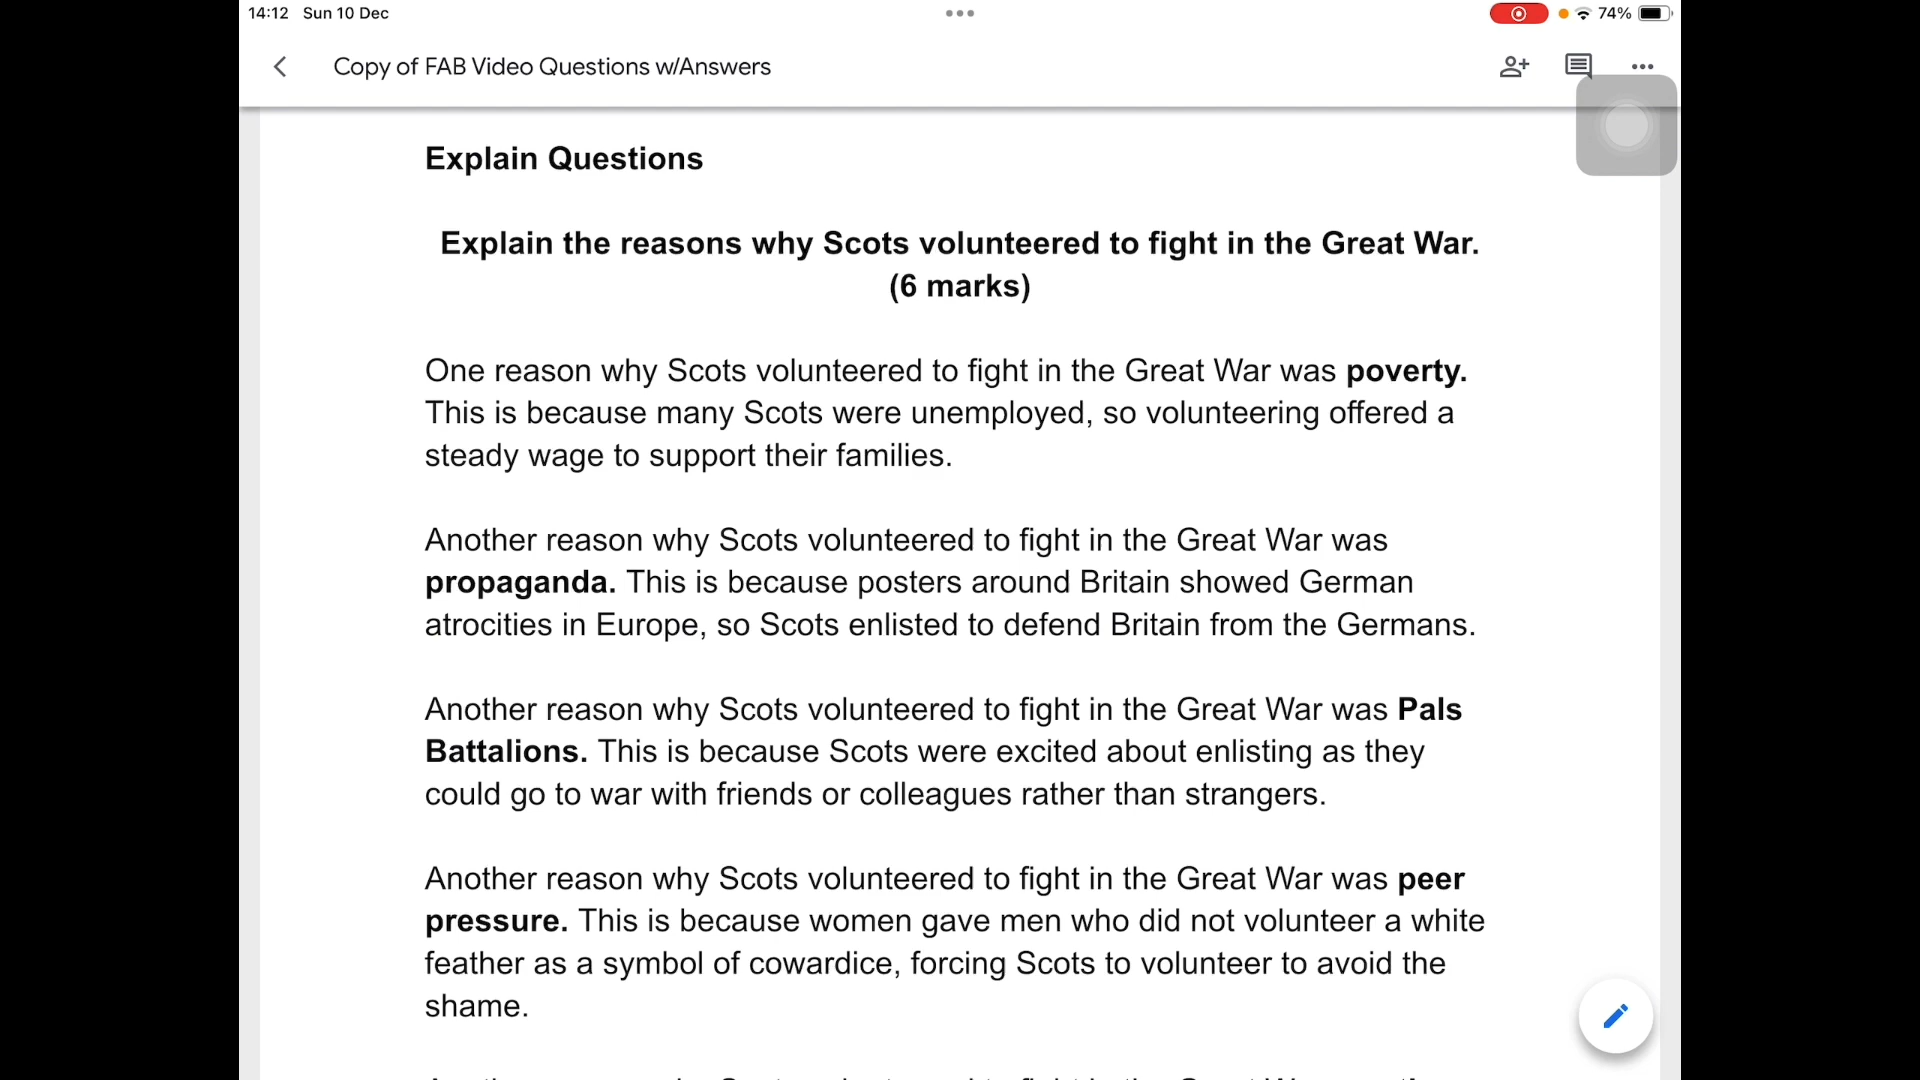 14:12 Sun 10 Dec
74%
Copy of FAB Video Questions w/Answers
Explain Questions
Explain the reasons why Scots volunteered to fight in the Great War.
(6 marks)
One reason why Scots volunteered to fight in the Great War was poverty.
This is because many Scots were unemployed, so volunteering offered a
steady wage to support their families.
Another reason why Scots volunteered to fight in the Great War was
propaganda. This is because posters around Britain showed German
atrocities in Europe, so Scots enlisted to defend Britain from the Germans.
Another reason why Scots volunteered to fight in the Great War was Pals
Battalions. This is because Scots were excited about enlisting as they
could go to war with friends or colleagues rather than strangers.
Another reason why Scots volunteered to fight in the Great War was peer
pressure. This is because women gave men who did not volunteer a white
feather as a symbol of cowardice, forcing Scots to volunteer to avoid the
shame.